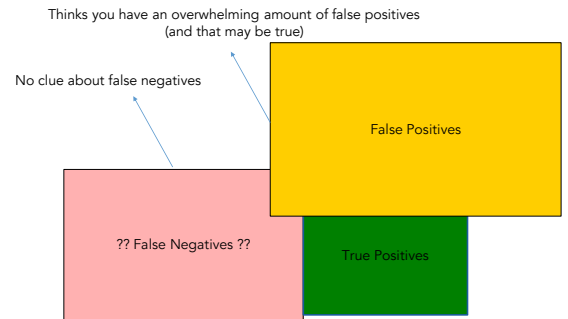 Thinks you have an overwhelming amount of false positives
(and that may be true)
No clue about false negatives
False Positives
?? False Negatives ??
True Positives